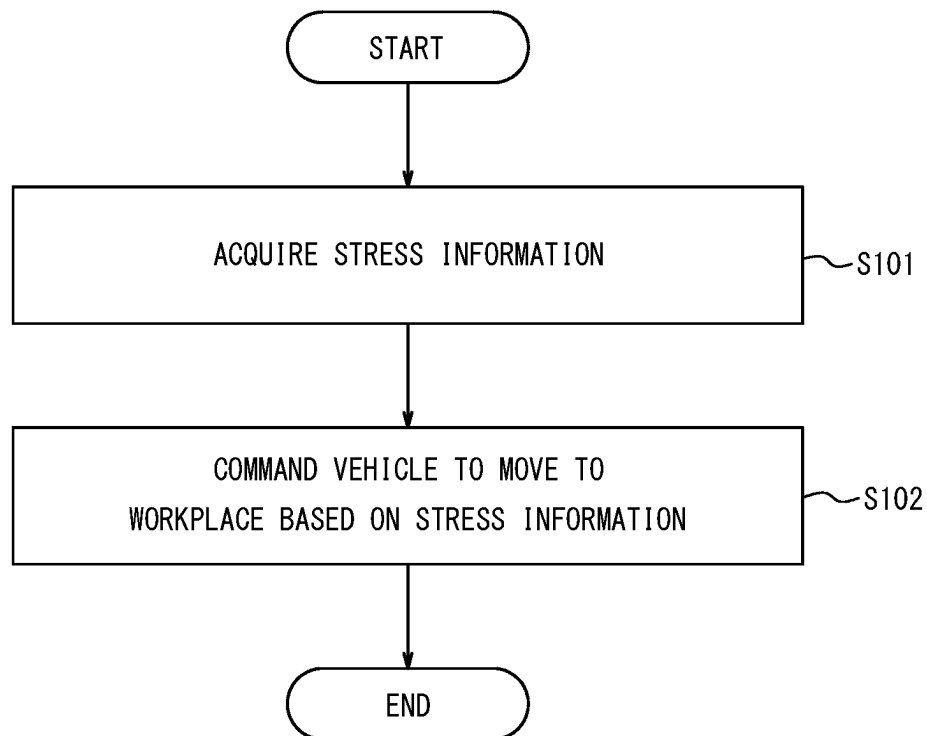 START
ACQUIRE STRESS INFORMATION
S101
COMMAND VEHICLE TO MOVE TO
WORKPLACE BASED ON STRESS INFORMATION
S102
END